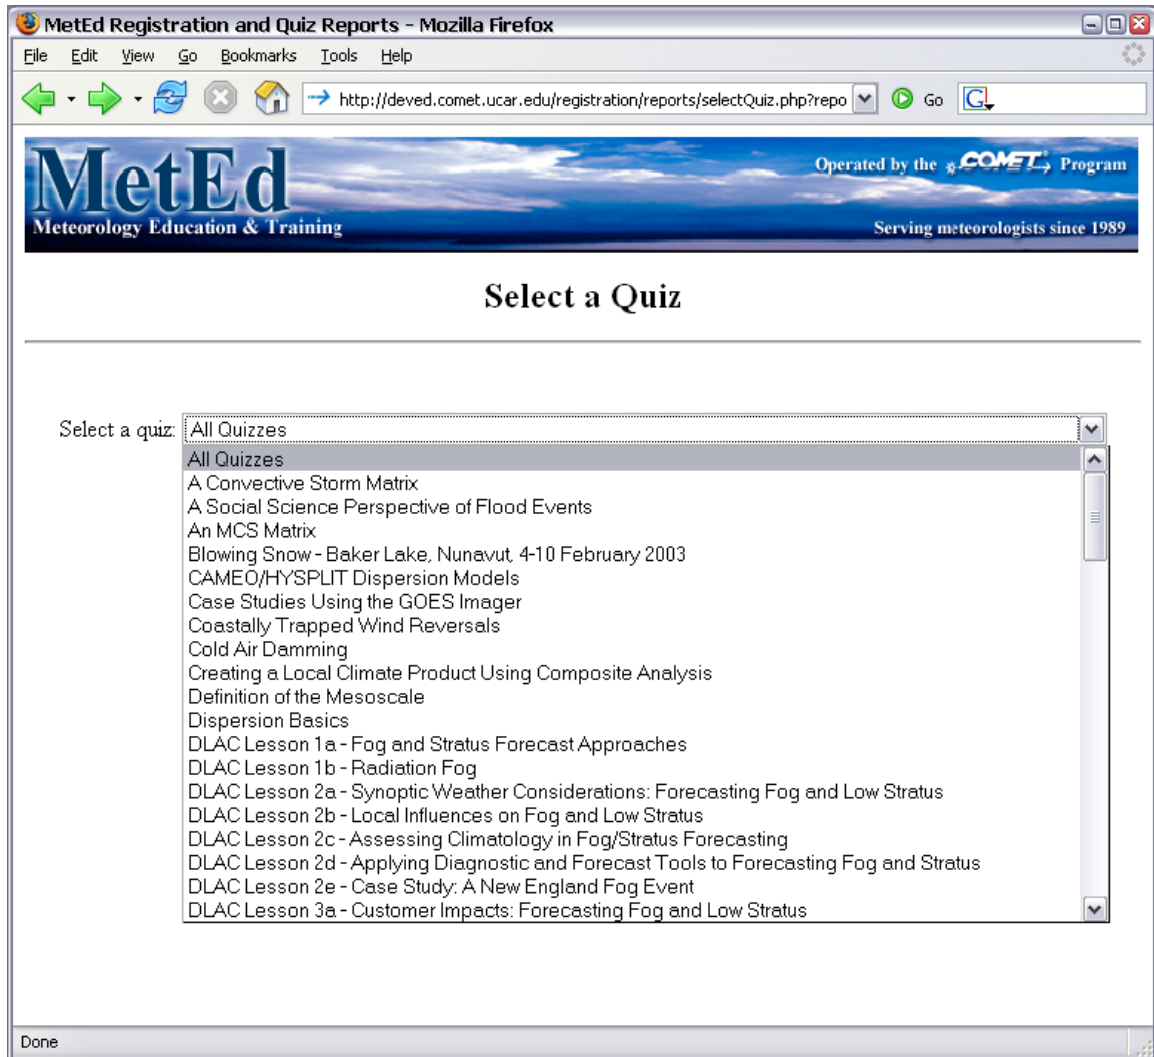 MetEd Registration and Quiz Reports - Mozilla Firefox
File Edit View Go Bookmarks Tools Help
http://deved.comet.ucar.edu/registration/reports/selectQuiz.php?repo Go G
MetEd
Meteorology Education & Training
Operated by the COMET Program
Serving meteorologists since 1989
Select a Quiz
Select a quiz: All Quizzes
All Quizzes
A Convective Storm Matrix
A Social Science Perspective of Flood Events
An MCS Matrix
Blowing Snow - Baker Lake, Nunavut, 4-10 February 2003
CAMEO/HYSPLIT Dispersion Models
Case Studies Using the GOES Imager
Coastally Trapped Wind Reversals
Cold Air Damming
Creating a Local Climate Product Using Composite Analysis
Definition of the Mesoscale
Dispersion Basics
DLAC Lesson 1a - Fog and Stratus Forecast Approaches
DLAC Lesson 1b - Radiation Fog
DLAC Lesson 2a - Synoptic Weather Considerations: Forecasting Fog and Low Stratus
DLAC Lesson 2b - Local Influences on Fog and Low Stratus
DLAC Lesson 2c - Assessing Climatology in Fog/Stratus Forecasting
DLAC Lesson 2d - Applying Diagnostic and Forecast Tools to Forecasting Fog and Stratus
DLAC Lesson 2e - Case Study: A New England Fog Event
DLAC Lesson 3a - Customer Impacts: Forecasting Fog and Low Stratus
Done